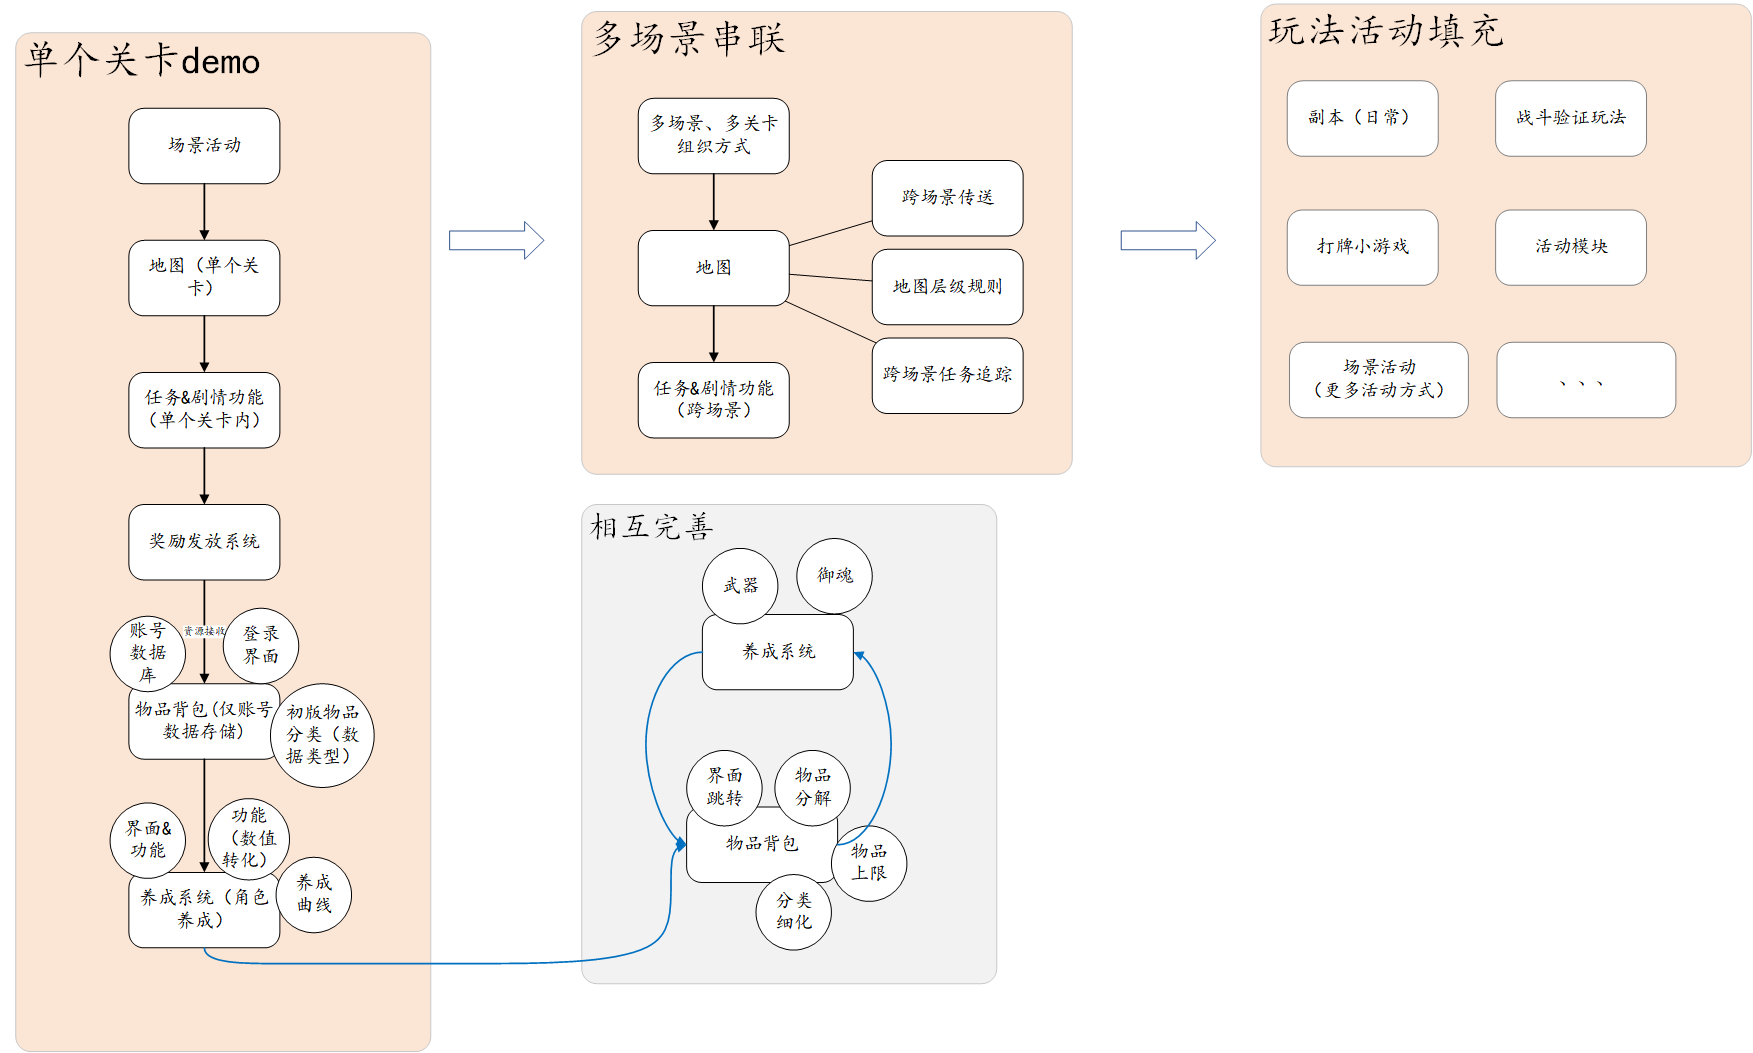 单个关卡demo
场景活动
地图（单个关
卡）
任务&剧情功能
（单个关卡内）
奖励发放系统
资源接收
账号
数据
库
登录
界面
物品背包(仅账号
数据存储)
初版物品
分类（数
据类型）
界面&
功能
功能
（数值
转化）
养成系统（角色
养成）
养成
曲线
多场景串联
多场景、多关卡
组织方式
地图
任务&剧情功能
（跨场景）
跨场景传送
地图层级规则
跨场景任务追踪
相互完善
武器
御魂
养成系统
界面
跳转
物品
分解
物品背包
物品
上限
分类
细化
玩法活动填充
副本（日常）
战斗验证玩法
打牌小游戏
活动模块
场景活动
（更多活动方式）
、、、